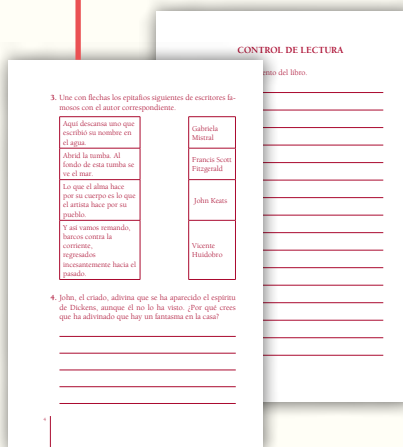 CONTROL DE LECTURA
ento del libro.
3. Une con flechas los epitafios siguientes de escritores fa-
mosos con el autor correspondiente.
Aquí descansa uno que
escribió su nombre en
el agua.
Gabriela
Mistral
Abrid la tumba. Al
fondo de esta tumba se
ve el mar.
Francis Scott
Fitzgerald
Lo que el alma hace
por su cuerpo es lo que
el artista hace por su
pueblo.
John Keats
Y así vamos remando,
barcos contra la
corriente,
regresados
incesantemente hacia el
pasado.
Vicente
Huidobro
4. John, el criado, adivina que se ha aparecido el espíritu
de Dickens, aunque él no lo ha visto. ¿Por qué crees
que ha adivinado que hay un fantasma en la casa?